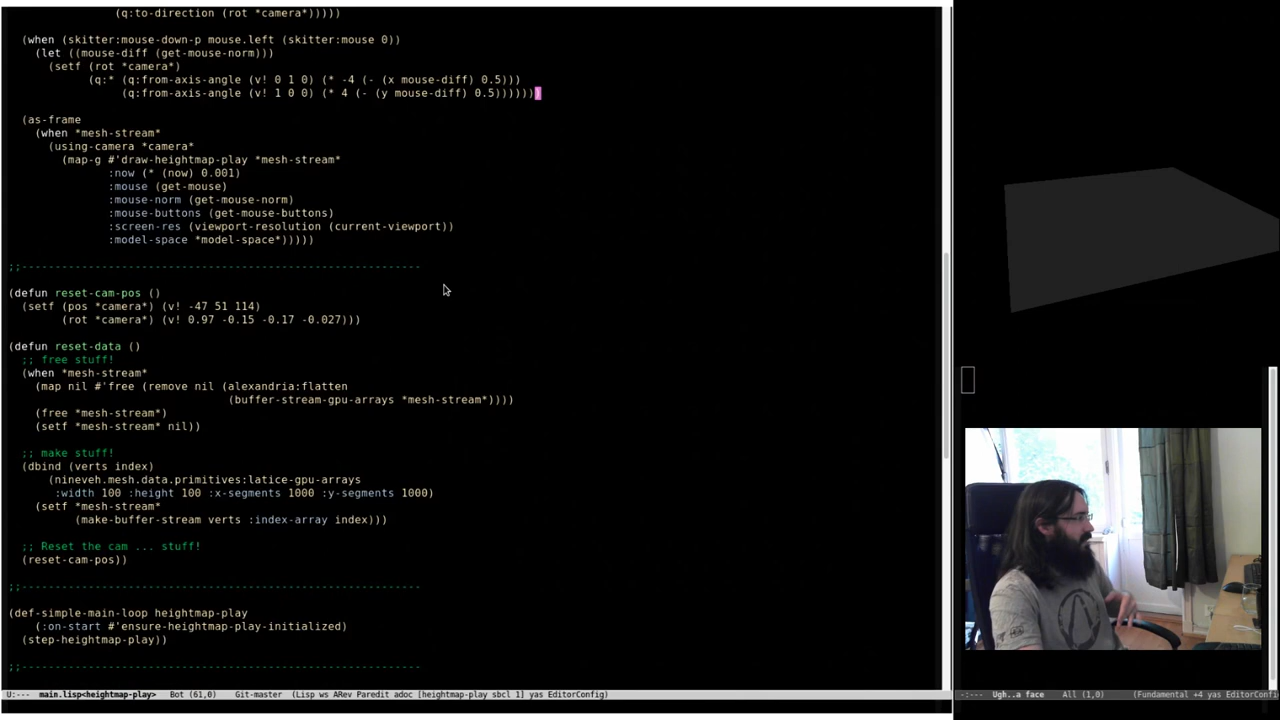 (q:to-direction (rot *camera*)))))
(when (skitter:mouse-down-p mouse.left (skitter:mouse 0))
(let ((mouse-diff (get-mouse-norm)))
(setf (rot *camera*)
(q:* (q:from-axis-angle (v! 0 1 0) (* -4 (- (x mouse-diff) 0.5)))
(q:from-axis-angle (v! 1 0 0) (* 4 (- (y mouse-diff) 0.5)))))))
(as-frame
(when *mesh-stream*
(using-camera *camera*
(map-g #'draw-heightmap-play *mesh-stream*
:now (* (now) 0.001)
:mouse (get-mouse)
:mouse-norm (get-mouse-norm)
:mouse-buttons (get-mouse-buttons)
:screen-res (viewport-resolution (current-viewport))
:model-space *model-space*)))))
;;------------------------------------------------------------
(defun reset-cam-pos ()
(setf (pos *camera*) (v! -47 51 114)
(rot *camera*) (v! 0.97 -0.15 -0.17 -0.027)))
(defun reset-data ()
;; free stuff!
(when *mesh-stream*
(map nil #'free (remove nil (alexandria:flatten
(buffer-stream-gpu-arrays *mesh-stream*))))
(free *mesh-stream*)
(setf *mesh-stream* nil))
;; make stuff!
(dbind (verts index)
(nineveh.mesh.data.primitives:latice-gpu-arrays
:width 100 :height 100 :x-segments 1000 :y-segments 1000)
(setf *mesh-stream*
(make-buffer-stream verts :index-array index)))
;; Reset the cam ... stuff!
(reset-cam-pos))
;;------------------------------------------------------------
(def-simple-main-loop heightmap-play
(:on-start #'ensure-heightmap-play-initialized)
(step-heightmap-play))
;;------------------------------------------------------------
U:--- main.lisp<heightmap-play> Bot (61,0) Git-master (Lisp ws ARev Paredit adoc [heightmap-play sbcl 1] yas EditorConfig)
-:--- Ugh..a face All (1,0) (Fundamental +4 yas EditorConfi